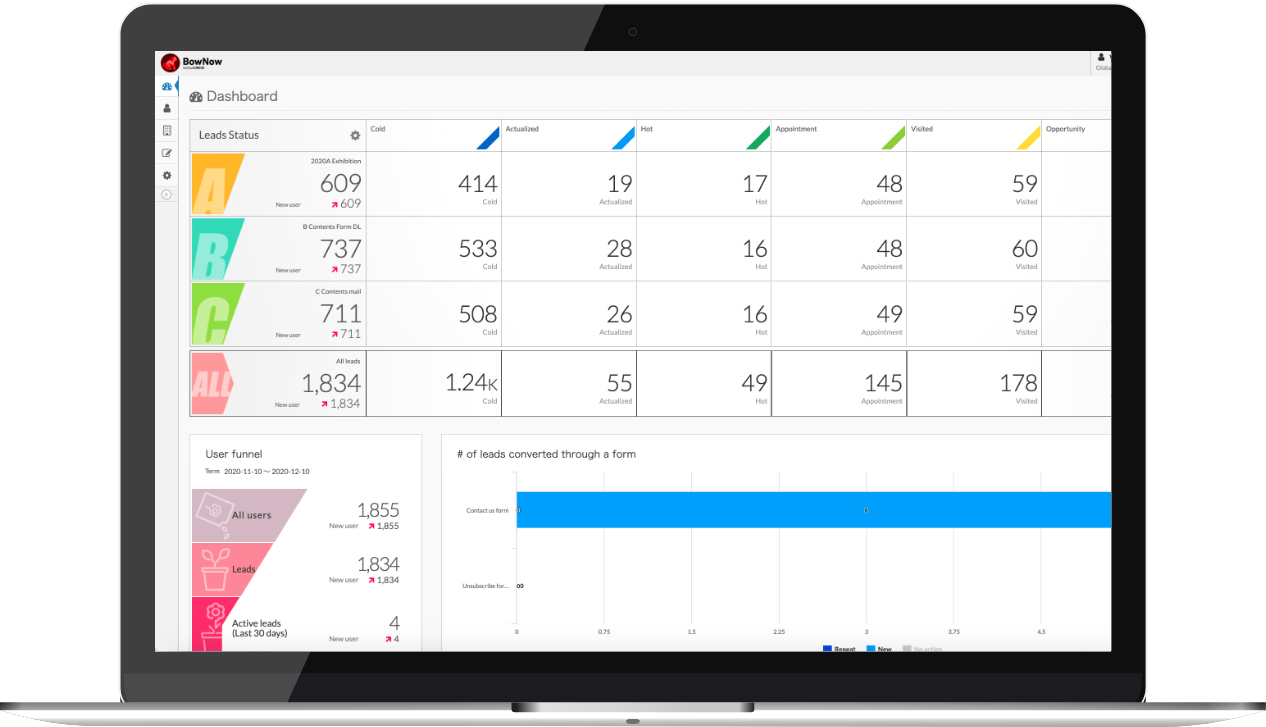 BowNow
Dashboard
Leads Status
Cold
Actualized
Hot
Appointment
Visited
Opportunity
A
2020A Exhibition
609
New user 609
414
Cold
19
Actualized
17
Hot
48
Appointment
59
Visited
B
B Contents Form DL
737
New user 737
533
Cold
28
Actualized
16
Hot
48
Appointment
60
Visited
C
C Contents mail
711
New user 711
508
Cold
26
Actualized
16
Hot
49
Appointment
59
Visited
ALL
All leads
1,834
New user 1,834
1.24K
Cold
55
Actualized
49
Hot
145
Appointment
178
Visited
User funnel
Term 2020-11-10～2020-12-10
All users
1,855
New user 1,855
Leads
1,834
New user 1,834
Active leads
(Last 30 days)
4
New user 4
# of leads converted through a form
Contact us form
Unsubscribe for...
00
0 0.75 1.5 2.25 3 3.75 4.5
Repeat New No action